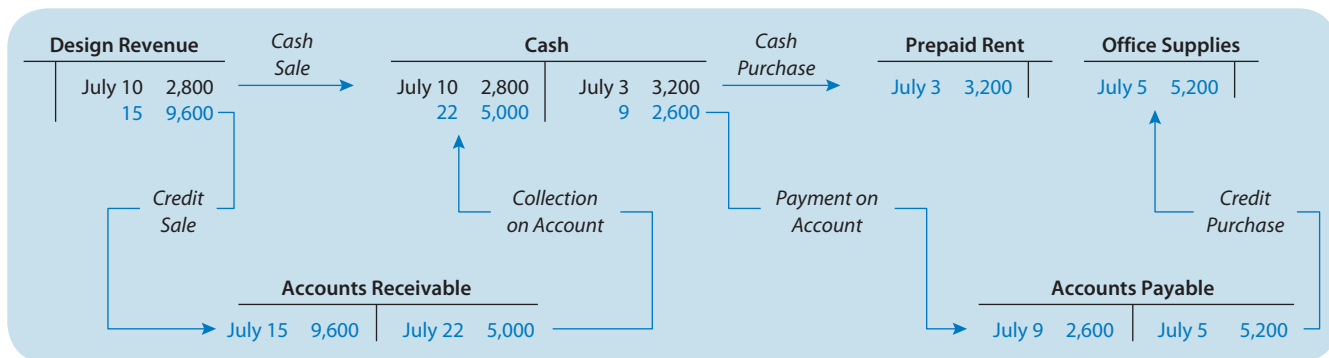 Design Revenue
July 10 2,800
15 9,600
Cash
Sale
Cash
July 10 2,800 July 3 3,200
22 5,000 9 2,600
Cash
Purchase
Prepaid Rent
July 3 3,200
Office Supplies
July 5 5,200
Credit
Sale
Collection
on Account
Payment on
Account
Credit
Purchase
Accounts Receivable
July 15 9,600 July 22 5,000
Accounts Payable
July 9 2,600 July 5 5,200